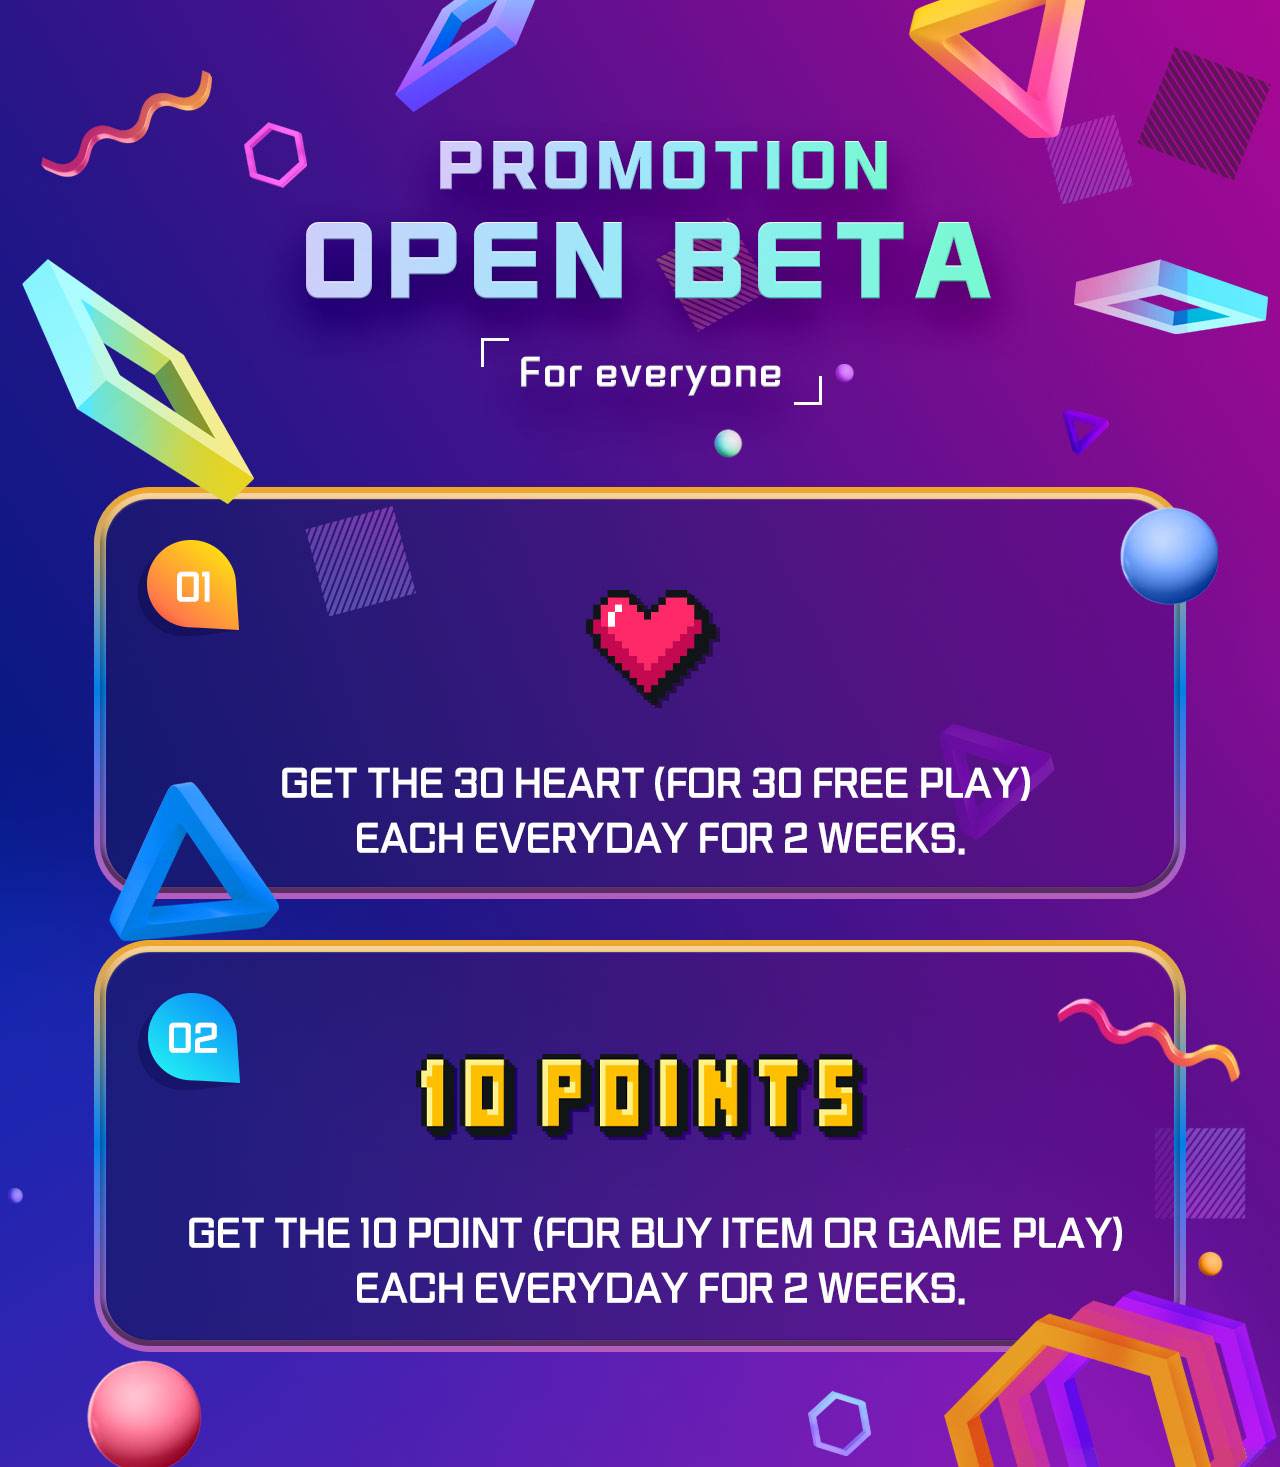 PROMOTION
OPEN BETA
For everyone
01
GET THE 30 HEART (FOR 30 FREE PLAY)
EACH EVERYDAY FOR 2 WEEKS.
02
10 POINTS
GET THE 10 POINT (FOR BUY ITEM OR GAME PLAY)
EACH EVERYDAY FOR 2 WEEKS.